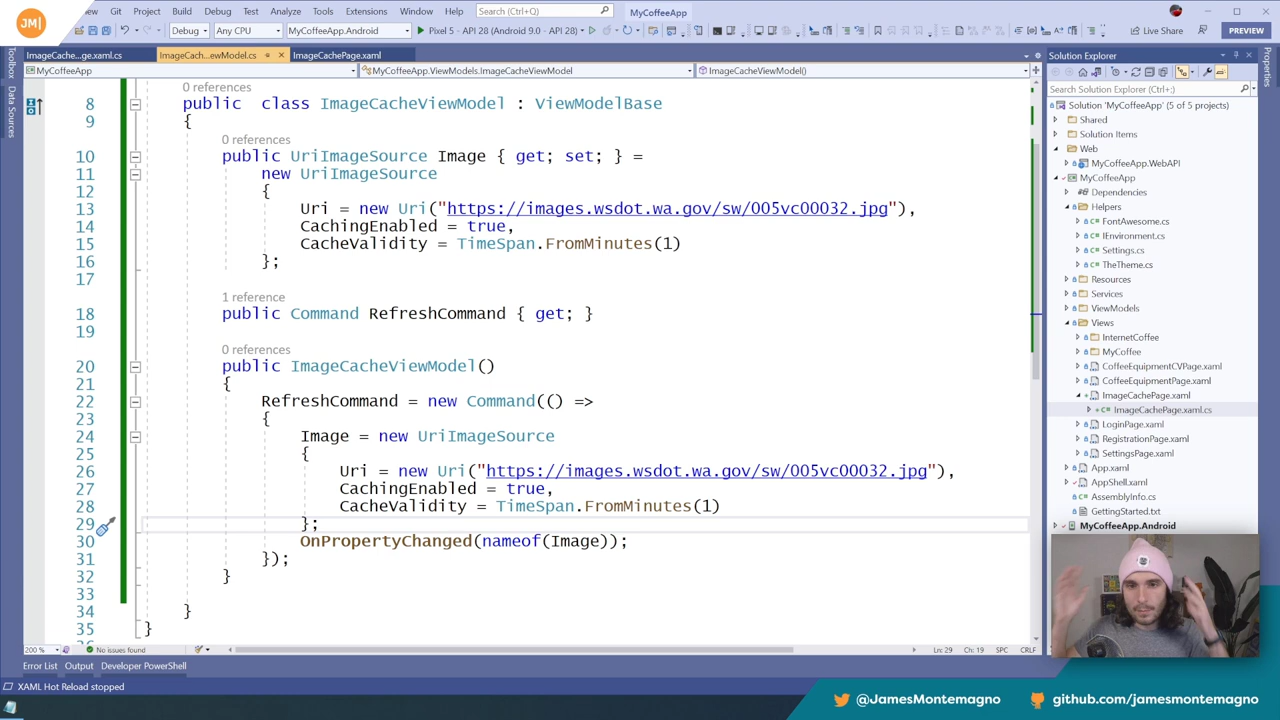 JM
File Edit View Git Project Build Debug Test Analyze Tools Extensions Window Help Search (Ctrl+Q) MyCoffeeApp
Debug Any CPU MyCoffeeApp.Android Pixel 5 - API 28 (Android 9.0 - API 28) Live Share PREVIEW
ImageCache...ge.xaml.cs ImageCach...ewModel.cs ImageCachePage.xaml
MyCoffeeApp MyCoffeeApp.ViewModels.ImageCacheViewModel ImageCacheViewModel()
Toolbox
Data Sources
0 references
8 public class ImageCacheViewModel : ViewModelBase
9 {
0 references
10 public UriImageSource Image { get; set; } =
11 new UriImageSource
12 {
13 Uri = new Uri("https://images.wsdot.wa.gov/sw/005vc00032.jpg"),
14 CachingEnabled = true,
15 CacheValidity = TimeSpan.FromMinutes(1)
16 };
17
1 reference
18 public Command RefreshCommand { get; }
19
0 references
20 public ImageCacheViewModel()
21 {
22 RefreshCommand = new Command(() =>
23 {
24 Image = new UriImageSource
25 {
26 Uri = new Uri("https://images.wsdot.wa.gov/sw/005vc00032.jpg"),
27 CachingEnabled = true,
28 CacheValidity = TimeSpan.FromMinutes(1)
29 };
30 OnPropertyChanged(nameof(Image));
31 });
32 }
33
34 }
35 }
200 % No issues found Ln: 29 Ch: 19 SPC CRLF
Error List Output Developer PowerShell
XAML Hot Reload stopped
Solution Explorer
Properties
Search Solution Explorer (Ctrl+;)
Solution 'MyCoffeeApp' (5 of 5 projects)
Shared
Solution Items
Web
MyCoffeeApp.WebAPI
MyCoffeeApp
Dependencies
Helpers
C# FontAwesome.cs
C# IEnvironment.cs
C# Settings.cs
C# TheTheme.cs
Resources
Services
ViewModels
Views
InternetCoffee
MyCoffee
CoffeeEquipmentCVPage.xaml
CoffeeEquipmentPage.xaml
ImageCachePage.xaml
C# ImageCachePage.xaml.cs
LoginPage.xaml
RegistrationPage.xaml
SettingsPage.xaml
App.xaml
AppShell.xaml
C# AssemblyInfo.cs
GettingStarted.txt
MyCoffeeApp.Android
@JamesMontemagno github.com/jamesmontemagno